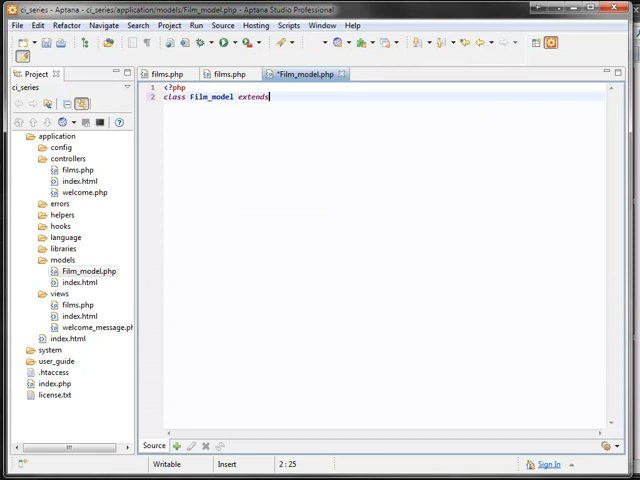 ci_series - Aptana - ci_series/application/models/Film_model.php - Aptana Studio Professional
File Edit Refactor Navigate Search Project Run Source Hosting Scripts Window Help
Project
films.php films.php *Film_model.php
ci_series
1 <?php
2 class Film_model extends
application
config
controllers
films.php
index.html
welcome.php
errors
helpers
hooks
language
libraries
models
Film_model.php
index.html
views
films.php
index.html
welcome_message.ph
index.html
system
user_guide
.htaccess
index.php
license.txt
Source
Writable Insert 2 : 25 Sign In